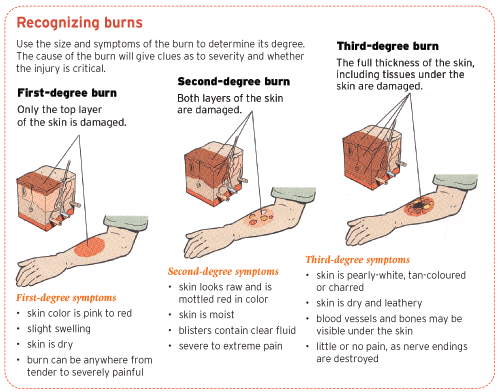 Recognizing burns
Use the size and symptoms of the burn to determine its degree.
The cause of the burn will give clues as to severity and whether
the injury is critical.
First-degree burn
Only the top layer
of the skin is damaged.
Second-degree burn
Both layers of the skin
are damaged.
Third-degree burn
The full thickness of the skin,
including tissues under the
skin are damaged.
First-degree symptoms
• skin color is pink to red
• slight swelling
• skin is dry
• burn can be anywhere from
tender to severely painful
Second-degree symptoms
• skin looks raw and is
mottled red in color
• skin is moist
• blisters contain clear fluid
• severe to extreme pain
Third-degree symptoms
• skin is pearly-white, tan-coloured
or charred
• skin is dry and leathery
• blood vessels and bones may be
visible under the skin
• little or no pain, as nerve endings
are destroyed